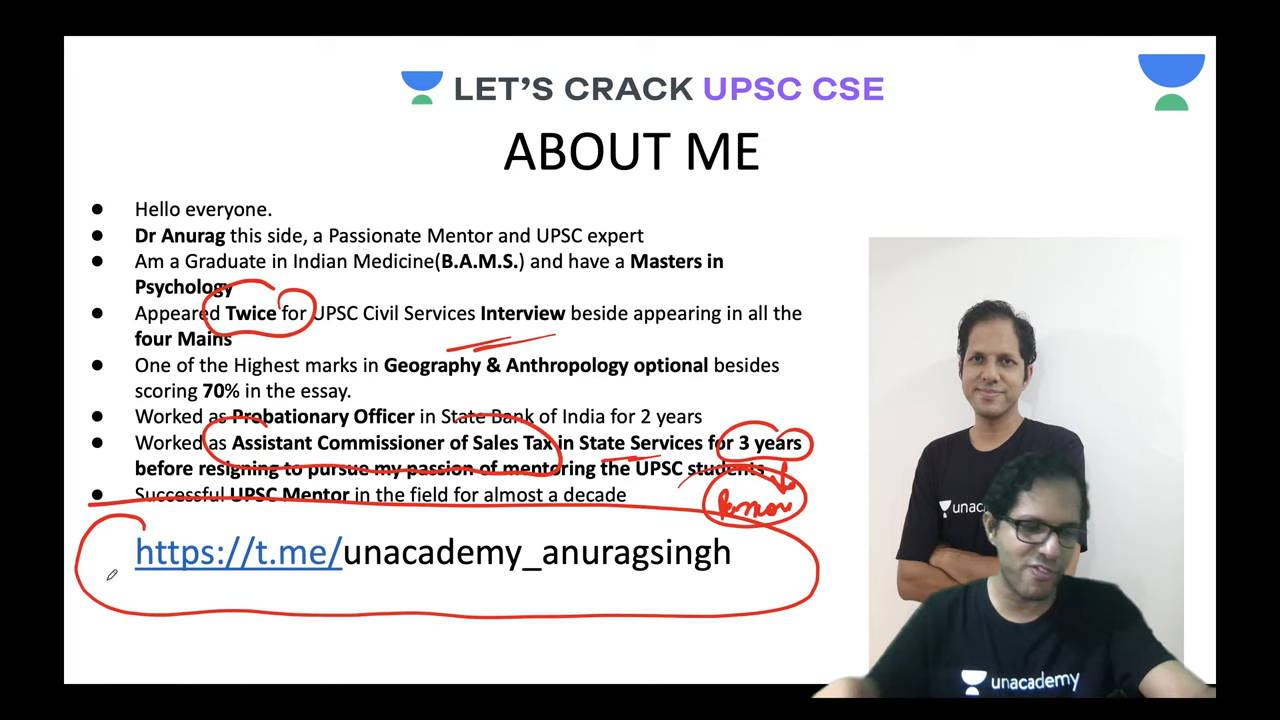 LET'S CRACK UPSC CSE
ABOUT ME
● Hello everyone.
● Dr Anurag this side, a Passionate Mentor and UPSC expert
● Am a Graduate in Indian Medicine(B.A.M.S.) and have a Masters in
Psychology
● Appeared Twice for UPSC Civil Services Interview beside appearing in all the
four Mains
● One of the Highest marks in Geography & Anthropology optional besides
scoring 70% in the essay.
● Worked as Probationary Officer in State Bank of India for 2 years
● Worked as Assistant Commissioner of Sales Tax in State Services for 3 years
before resigning to pursue my passion of mentoring the UPSC students
● Successful UPSC Mentor in the field for almost a decade
https://t.me/unacademy_anuragsingh
unacademy